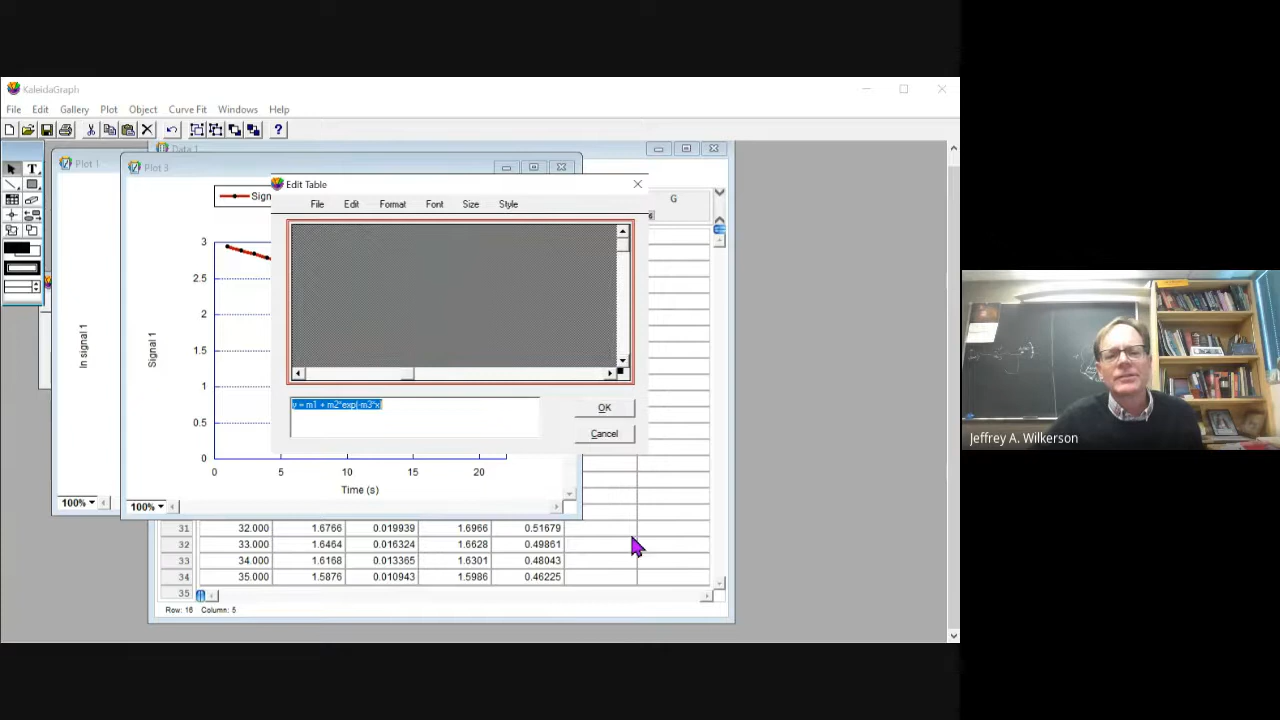 KaleidaGraph
File Edit Gallery Plot Object Curve Fit Windows Help
Data 1
Plot 1
Plot 3
Edit Table
File Edit Format Font Size Style
G
Sign
3
2.5
2
1.5
1
0.5
0
ln signal 1
Signal 1
y = m1 + m2*exp(-m3*x)
OK
Cancel
0 5 10 15 20
Time (s)
100%
100%
31 32.000 1.6766 0.019939 1.6966 0.51679
32 33.000 1.6464 0.016324 1.6628 0.49861
33 34.000 1.6168 0.013365 1.6301 0.48043
34 35.000 1.5876 0.010943 1.5986 0.46225
35
Row: 16 Column: 5
Jeffrey A. Wilkerson